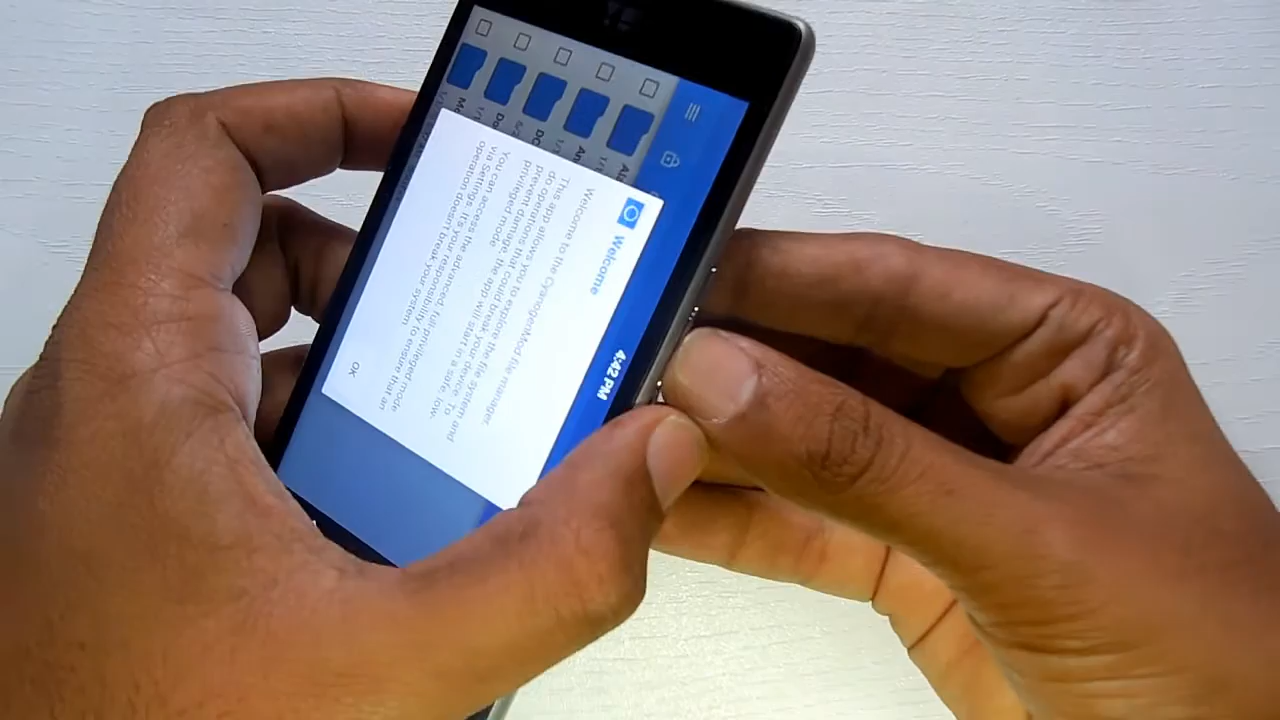 4:42 PM
Welcome
Welcome to the CyanogenMod file manager.
This app allows you to explore the file system and
do operations that could break your device. To
prevent damage, the app will start in a safe, low-
privileged mode.
You can access the advanced, full-privileged mode
via Settings. It's your responsibility to ensure that an
operation doesn't break your system.
OK